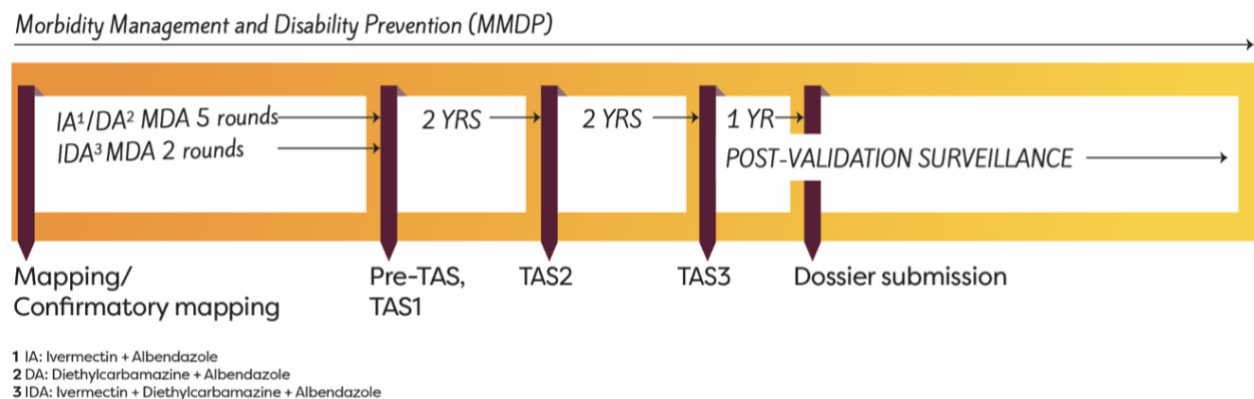 Morbidity Management and Disability Prevention (MMDP)
IA¹/DA² MDA 5 rounds
IDA³ MDA 2 rounds
2 YRS
2 YRS
1 YR
POST-VALIDATION SURVEILLANCE
Mapping/
Confirmatory mapping
Pre-TAS,
TAS1
TAS2
TAS3
Dossier submission
1 IA: Ivermectin + Albendazole
2 DA: Diethylcarbamazine + Albendazole
3 IDA: Ivermectin + Diethylcarbamazine + Albendazole